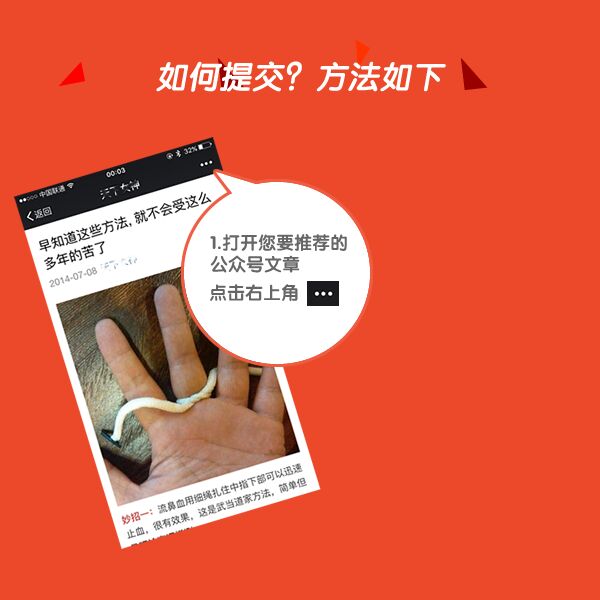 如何提交？方法如下
中国联通
00:03
32%
返回
早知道这些方法，就不会受这么
多年的苦了
2014-07-08
1.打开您要推荐的
公众号文章
点击右上角
妙招一：流鼻血用细绳扎住中指下部可以迅速
止血，很有效果，这是武当道家方法，简单但